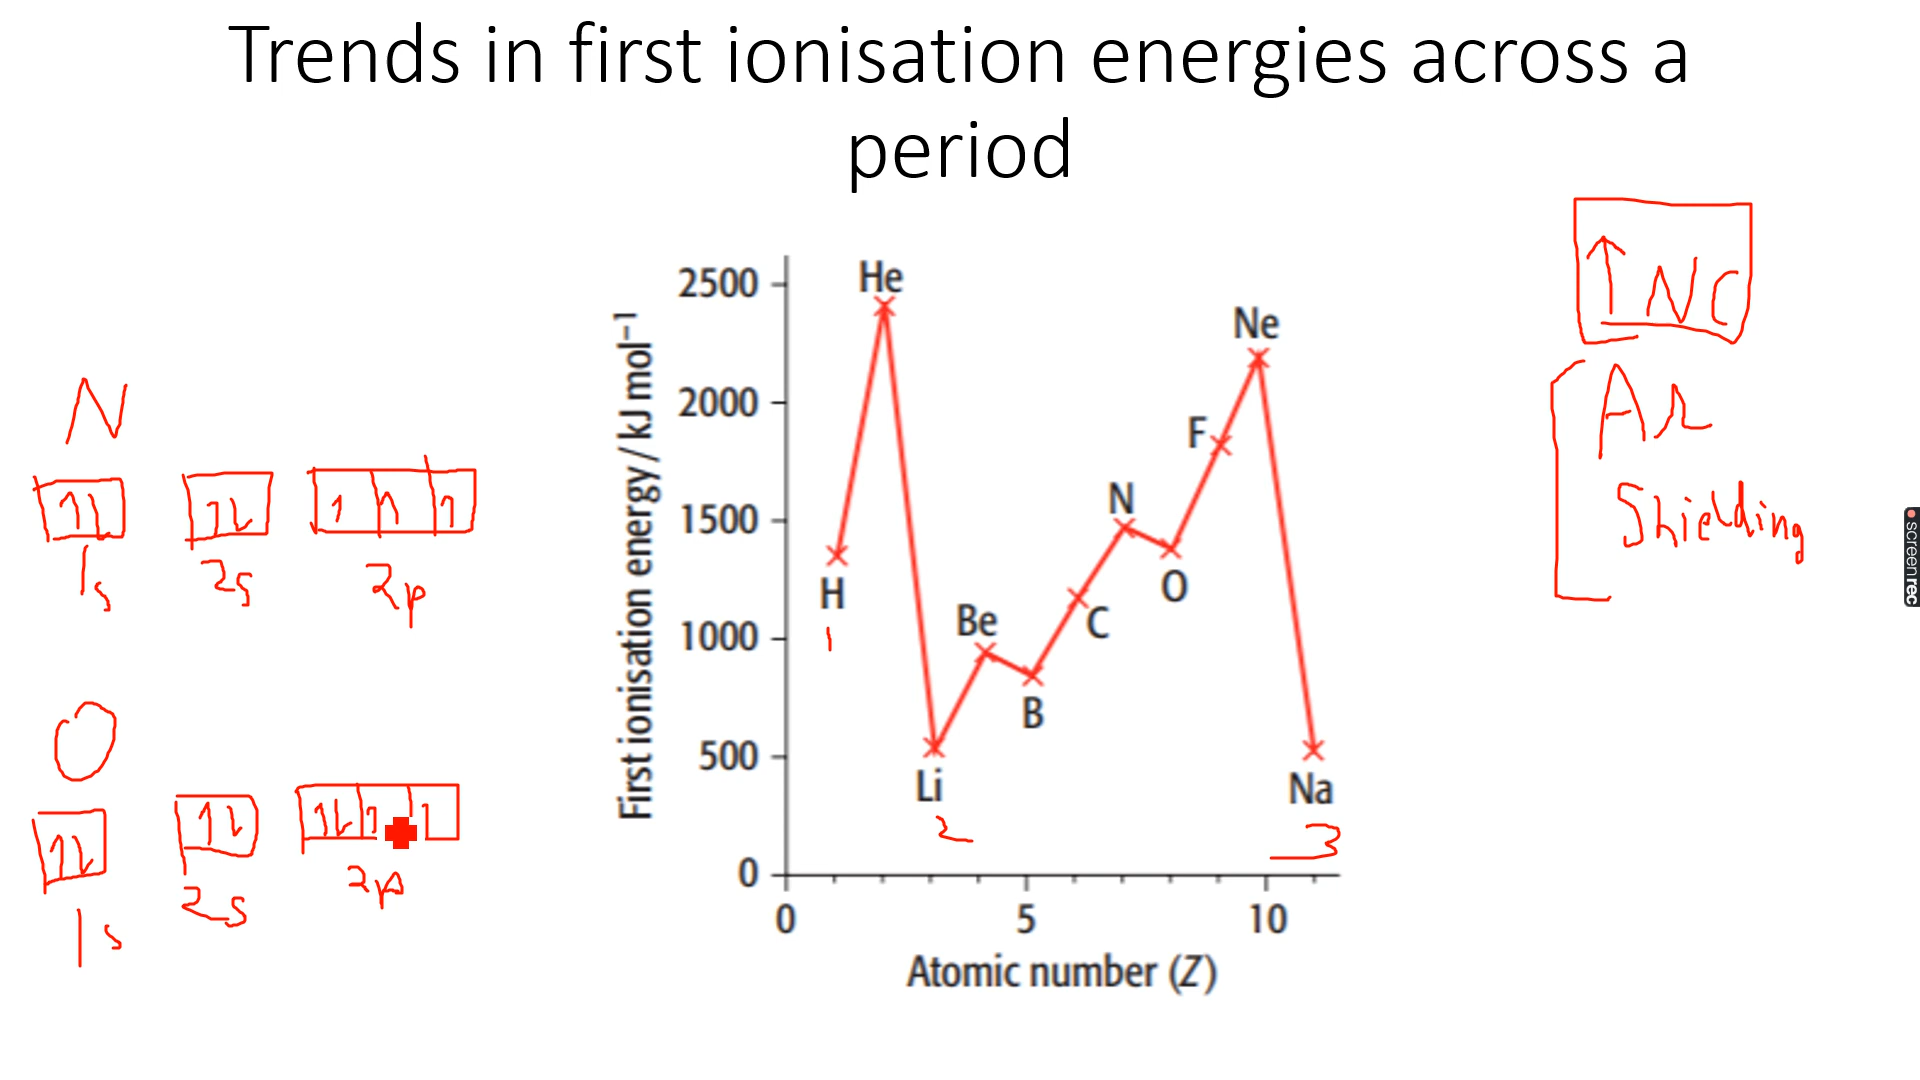 Trends in first ionisation energies across a
period
↑ NC
Ar
Shielding
N
1s 2s 2p
O
1s 2s 2p
First ionisation energy / kJ mol⁻¹
2500
2000
1500
1000
500
0
He
Ne
F
N
H
O
Be
C
B
Li
Na
1
2
3
0 5 10
Atomic number (Z)
screenrec